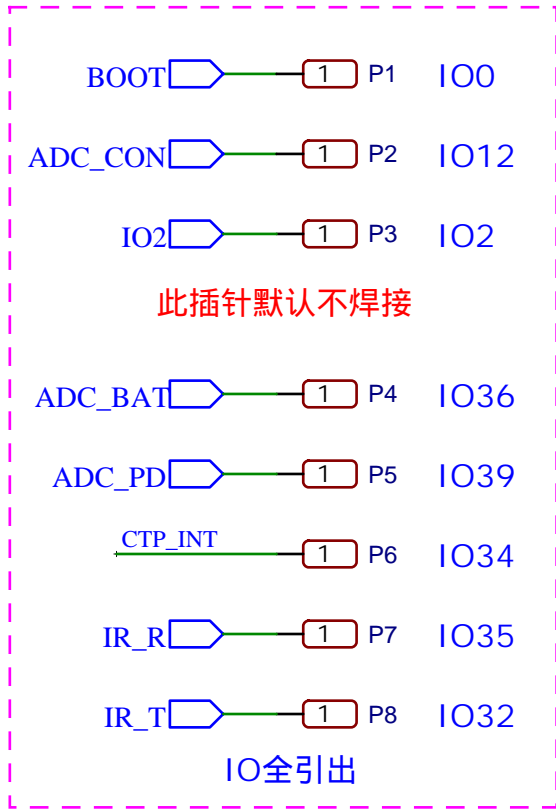 BOOT 1 P1 IO0
ADC_CON 1 P2 IO12
IO2 1 P3 IO2
此插针默认不焊接
ADC_BAT 1 P4 IO36
ADC_PD 1 P5 IO39
CTP_INT 1 P6 IO34
IR_R 1 P7 IO35
IR_T 1 P8 IO32
IO全引出